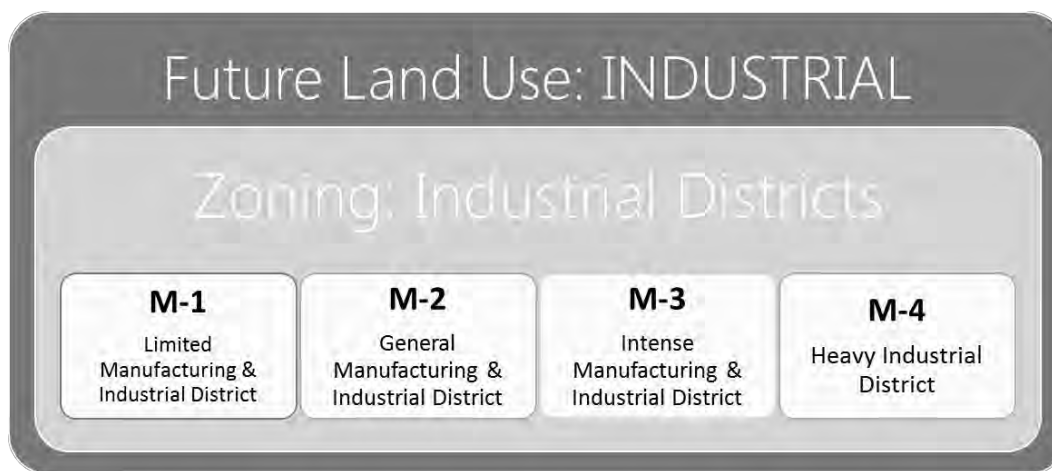 Future Land Use: INDUSTRIAL
Zoning: Industrial Districts
M-1
Limited
Manufacturing &
Industrial District
M-2
General
Manufacturing &
Industrial District
M-3
Intense
Manufacturing &
Industrial District
M-4
Heavy Industrial
District